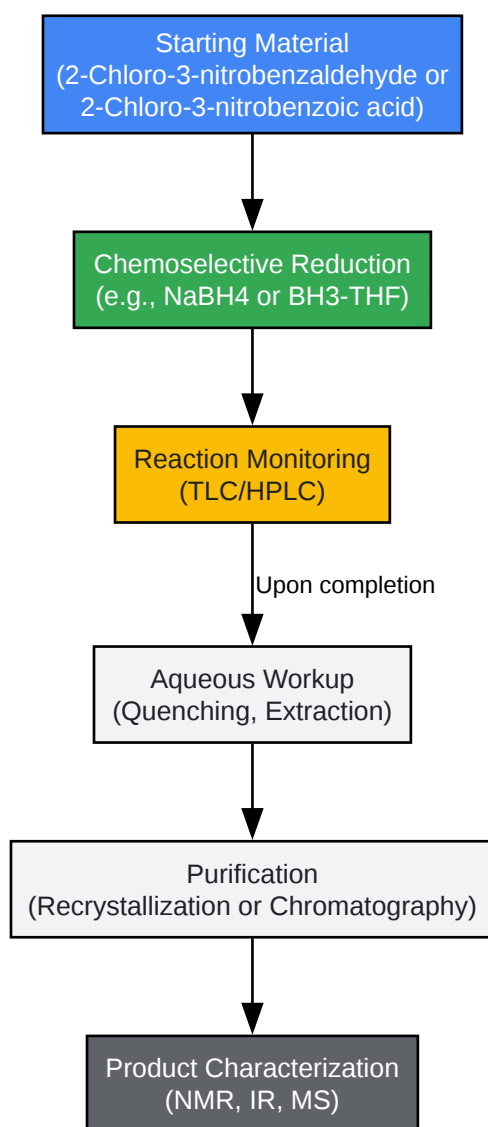 Starting Material
(2-Chloro-3-nitrobenzaldehyde or
2-Chloro-3-nitrobenzoic acid)
Chemoselective Reduction
(e.g., NaBH4 or BH3-THF)
Reaction Monitoring
(TLC/HPLC)
Upon completion
Aqueous Workup
(Quenching, Extraction)
Purification
(Recrystallization or Chromatography)
Product Characterization
(NMR, IR, MS)